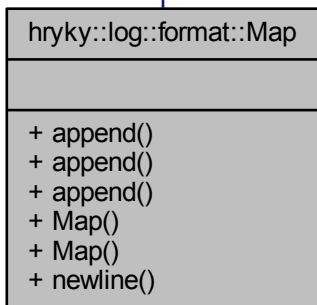 hryky::log::format::Map
+ append()
+ append()
+ append()
+ Map()
+ Map()
+ newline()